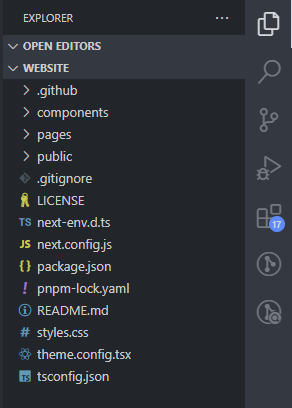 EXPLORER
OPEN EDITORS
WEBSITE
.github
components
pages
public
.gitignore
LICENSE
TS next-env.d.ts
JS next.config.js
{} package.json
! pnpm-lock.yaml
README.md
# styles.css
theme.config.tsx
TS tsconfig.json
17